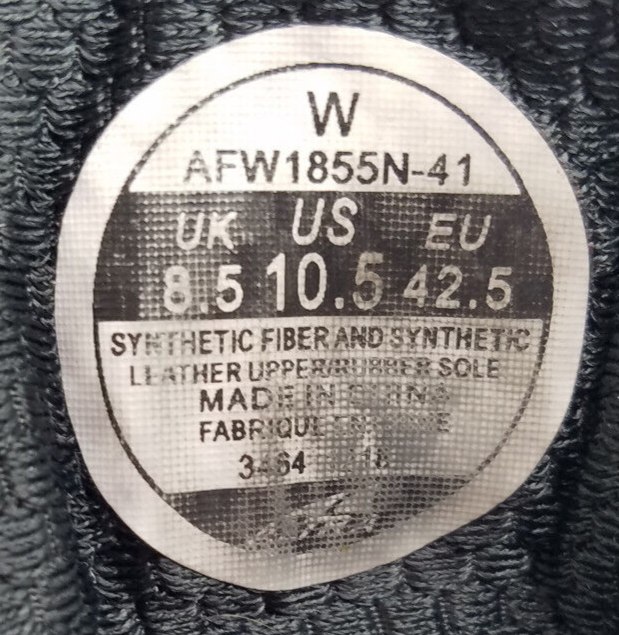 W
AFW1855N-41
UK US EU
8.5 10.5 42.5
SYNTHETIC FIBER AND SYNTHETIC
LEATHER UPPER/RUBBER SOLE
MADE IN CHINA